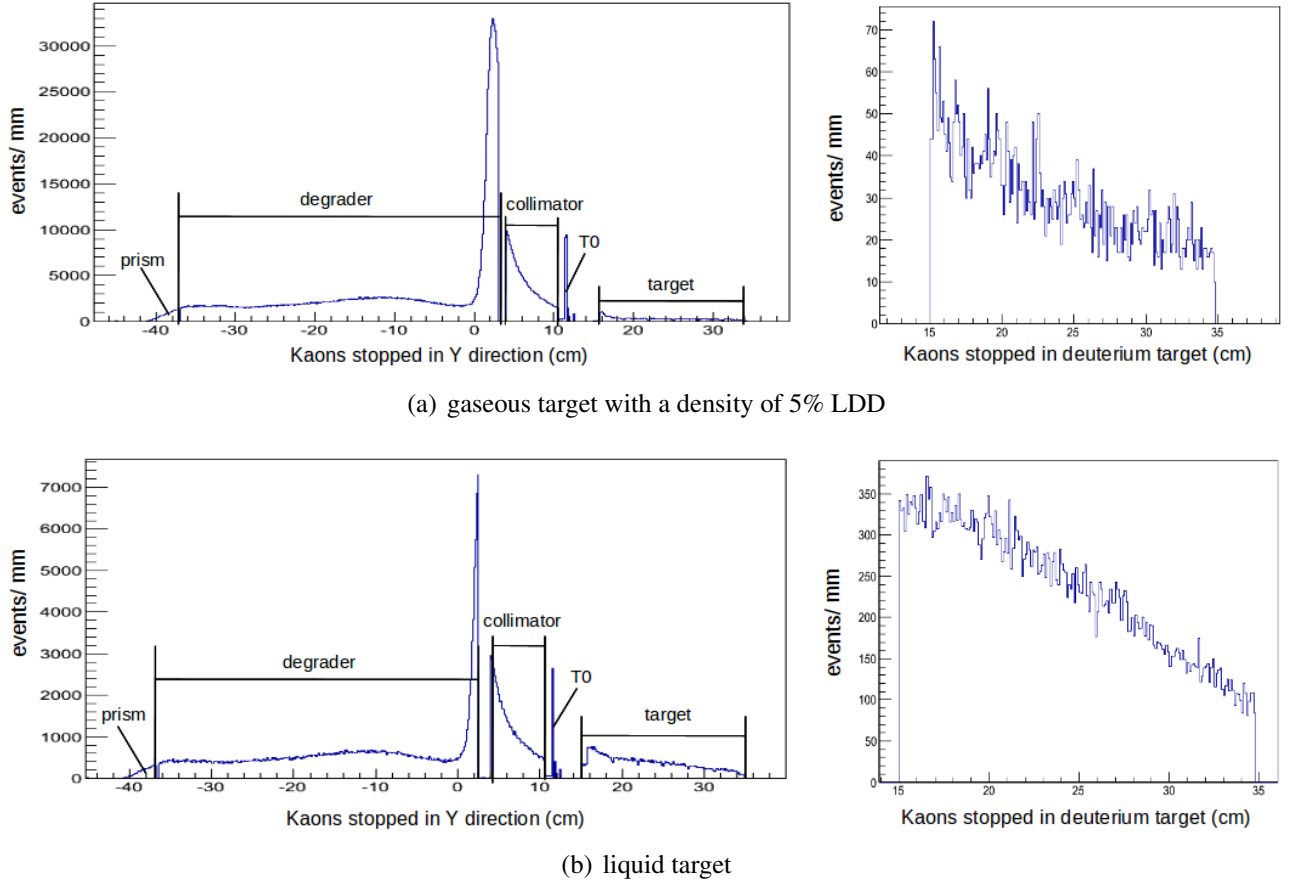 30000
25000
20000
15000
10000
5000
0
events/ mm
degrader
collimator
prism
T0
target
-40
-30
-20
-10
0
10
20
30
Kaons stopped in Y direction (cm)
70
60
50
40
30
20
10
0
events/ mm
15
20
25
30
35
Kaons stopped in deuterium target (cm)
(a) gaseous target with a density of 5% LDD
7000
6000
5000
4000
3000
2000
1000
0
events/ mm
degrader
collimator
prism
T0
target
-40
-30
-20
-10
0
10
20
30
Kaons stopped in Y direction (cm)
350
300
250
200
150
100
50
0
events/ mm
15
20
25
30
35
Kaons stopped in deuterium target (cm)
(b) liquid target